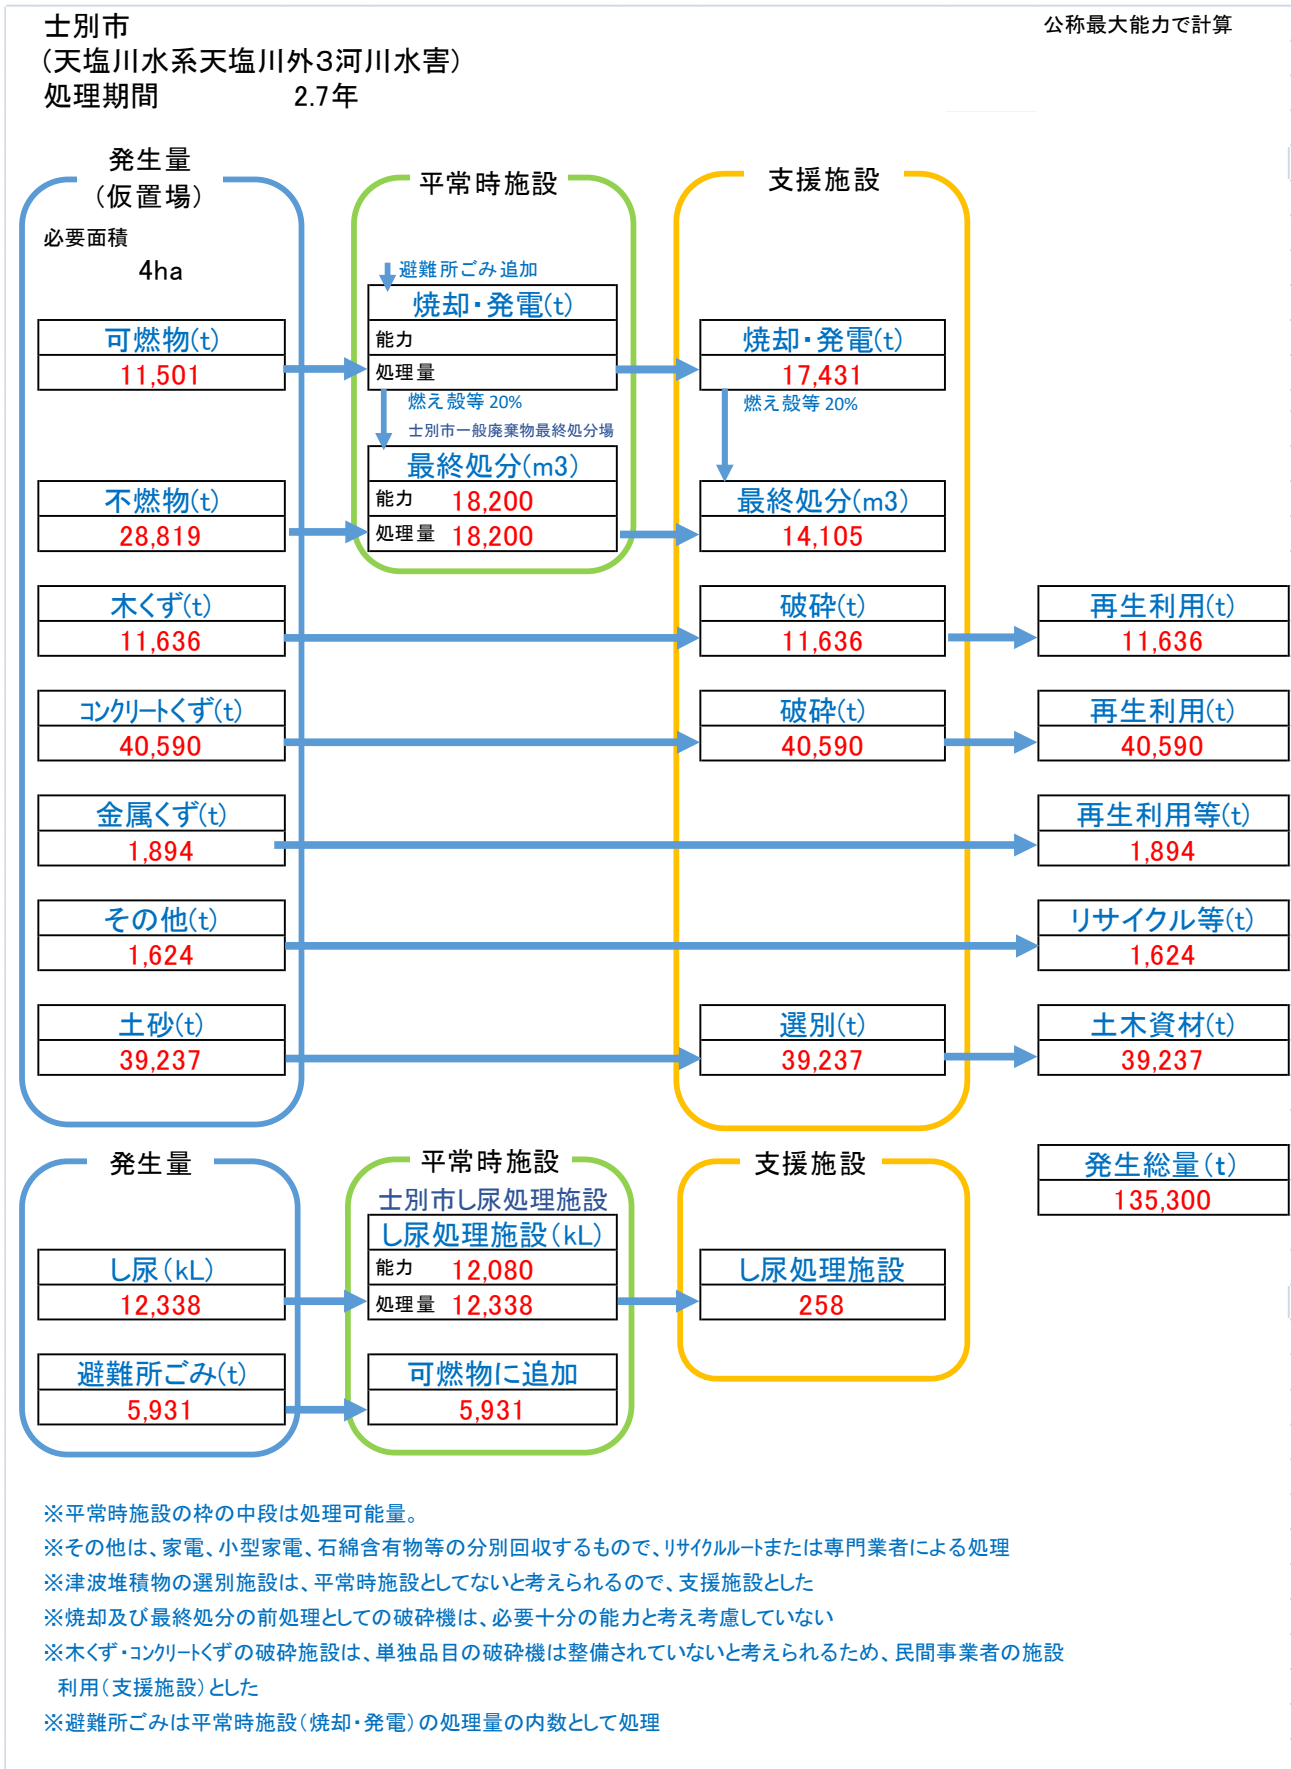 士別市
公称最大能力で計算
(天塩川水系天塩川外3河川水害)
処理期間 2.7年
発生量
(仮置場)
平常時施設
支援施設
必要面積
4ha
避難所ごみ追加
焼却・発電(t)
能力
処理量
可燃物(t)
11,501
焼却・発電(t)
17,431
燃え殻等 20%
燃え殻等 20%
士別市一般廃棄物最終処分場
最終処分(m3)
能力 18,200
処理量 18,200
不燃物(t)
28,819
最終処分(m3)
14,105
木くず(t)
11,636
破砕(t)
11,636
再生利用(t)
11,636
コンクリートくず(t)
40,590
破砕(t)
40,590
再生利用(t)
40,590
金属くず(t)
1,894
再生利用等(t)
1,894
その他(t)
1,624
リサイクル等(t)
1,624
土砂(t)
39,237
選別(t)
39,237
土木資材(t)
39,237
発生総量(t)
135,300
発生量
平常時施設
支援施設
士別市し尿処理施設
し尿処理施設(kL)
能力 12,080
処理量 12,338
し尿(kL)
12,338
し尿処理施設
258
避難所ごみ(t)
5,931
可燃物に追加
5,931
※平常時施設の枠の中段は処理可能量。
※その他は、家電、小型家電、石綿含有物等の分別回収するもので、リサイクルルートまたは専門業者による処理
※津波堆積物の選別施設は、平常時施設としてないと考えられるので、支援施設とした
※焼却及び最終処分の前処理としての破砕機は、必要十分の能力と考え考慮していない
※木くず・コンクリートくずの破砕施設は、単独品目の破砕機は整備されていないと考えられるため、民間事業者の施設
利用(支援施設)とした
※避難所ごみは平常時施設(焼却・発電)の処理量の内数として処理